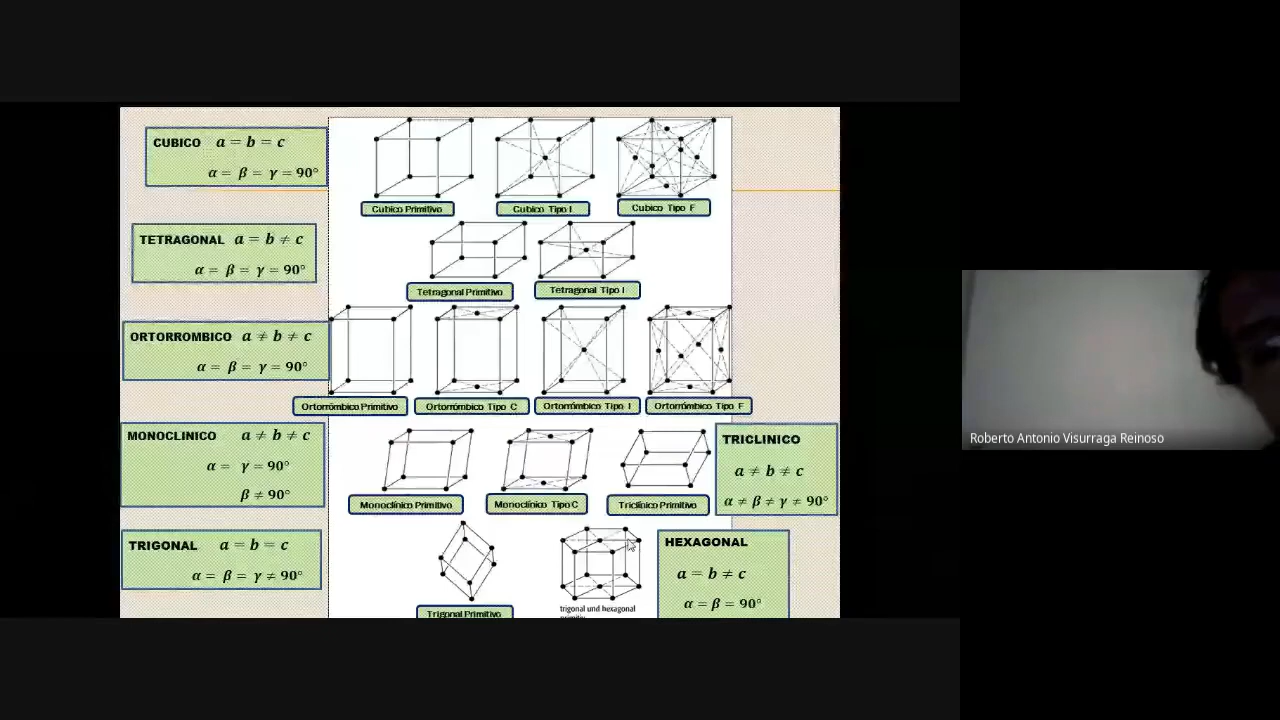 CUBICO a = b = c
α = β = γ = 90°
Cubico Primitivo
Cubico Tipo I
Cubico Tipo F
TETRAGONAL a = b ≠ c
α = β = γ = 90°
Tetragonal Primitivo
Tetragonal Tipo I
ORTORROMBICO a ≠ b ≠ c
α = β = γ = 90°
Ortorrómbico Primitivo
Ortorrómbico Tipo C
Ortorrómbico Tipo I
Ortorrómbico Tipo F
MONOCLINICO a ≠ b ≠ c
α = γ = 90°
β ≠ 90°
Monoclínico Primitivo
Monoclínico Tipo C
Triclínico Primitivo
TRICLINICO
a ≠ b ≠ c
α ≠ β ≠ γ ≠ 90°
TRIGONAL a = b = c
α = β = γ ≠ 90°
Trigonal Primitivo
trigonal und hexagonal
HEXAGONAL
a = b ≠ c
α = β = 90°
Roberto Antonio Visurraga Reinoso